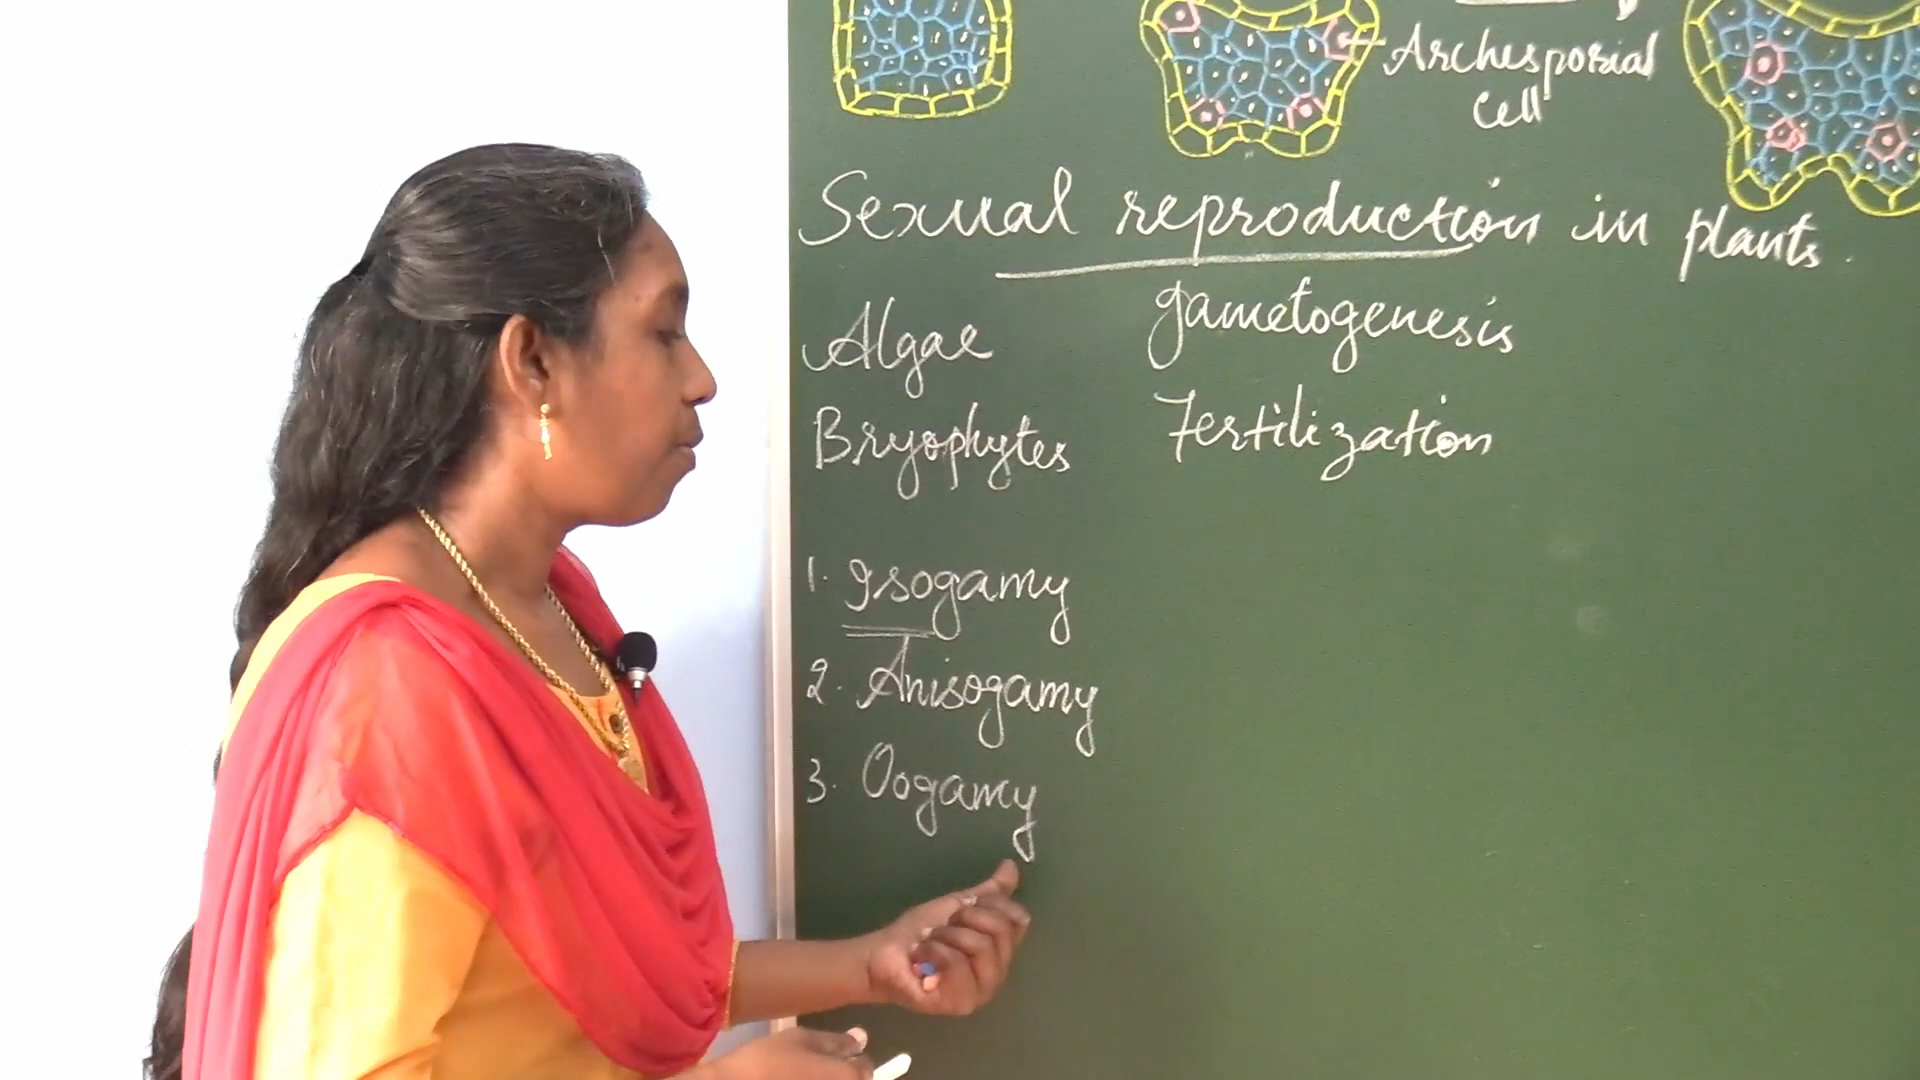 Archesporial
Cell
Sexual reproduction in plants.
Algae
gametogenesis
Bryophytes
Fertilization
1. Isogamy
2. Anisogamy
3. Oogamy